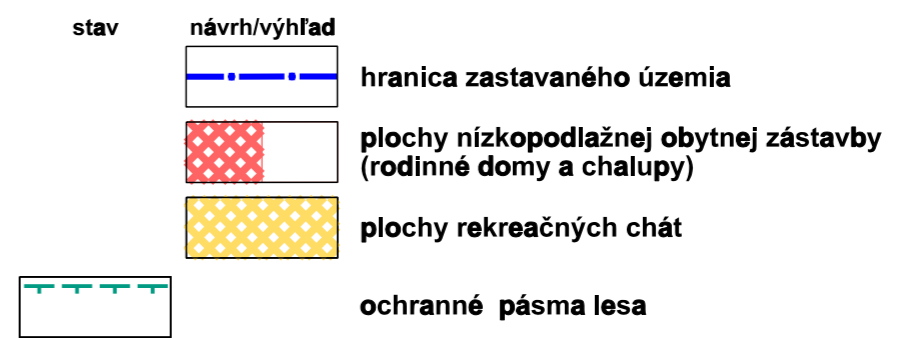 stav návrh/výhľad
hranica zastavaného územia
plochy nízkopodlažnej obytnej zástavby
(rodinné domy a chalupy)
plochy rekreačných chát
ochranné pásma lesa